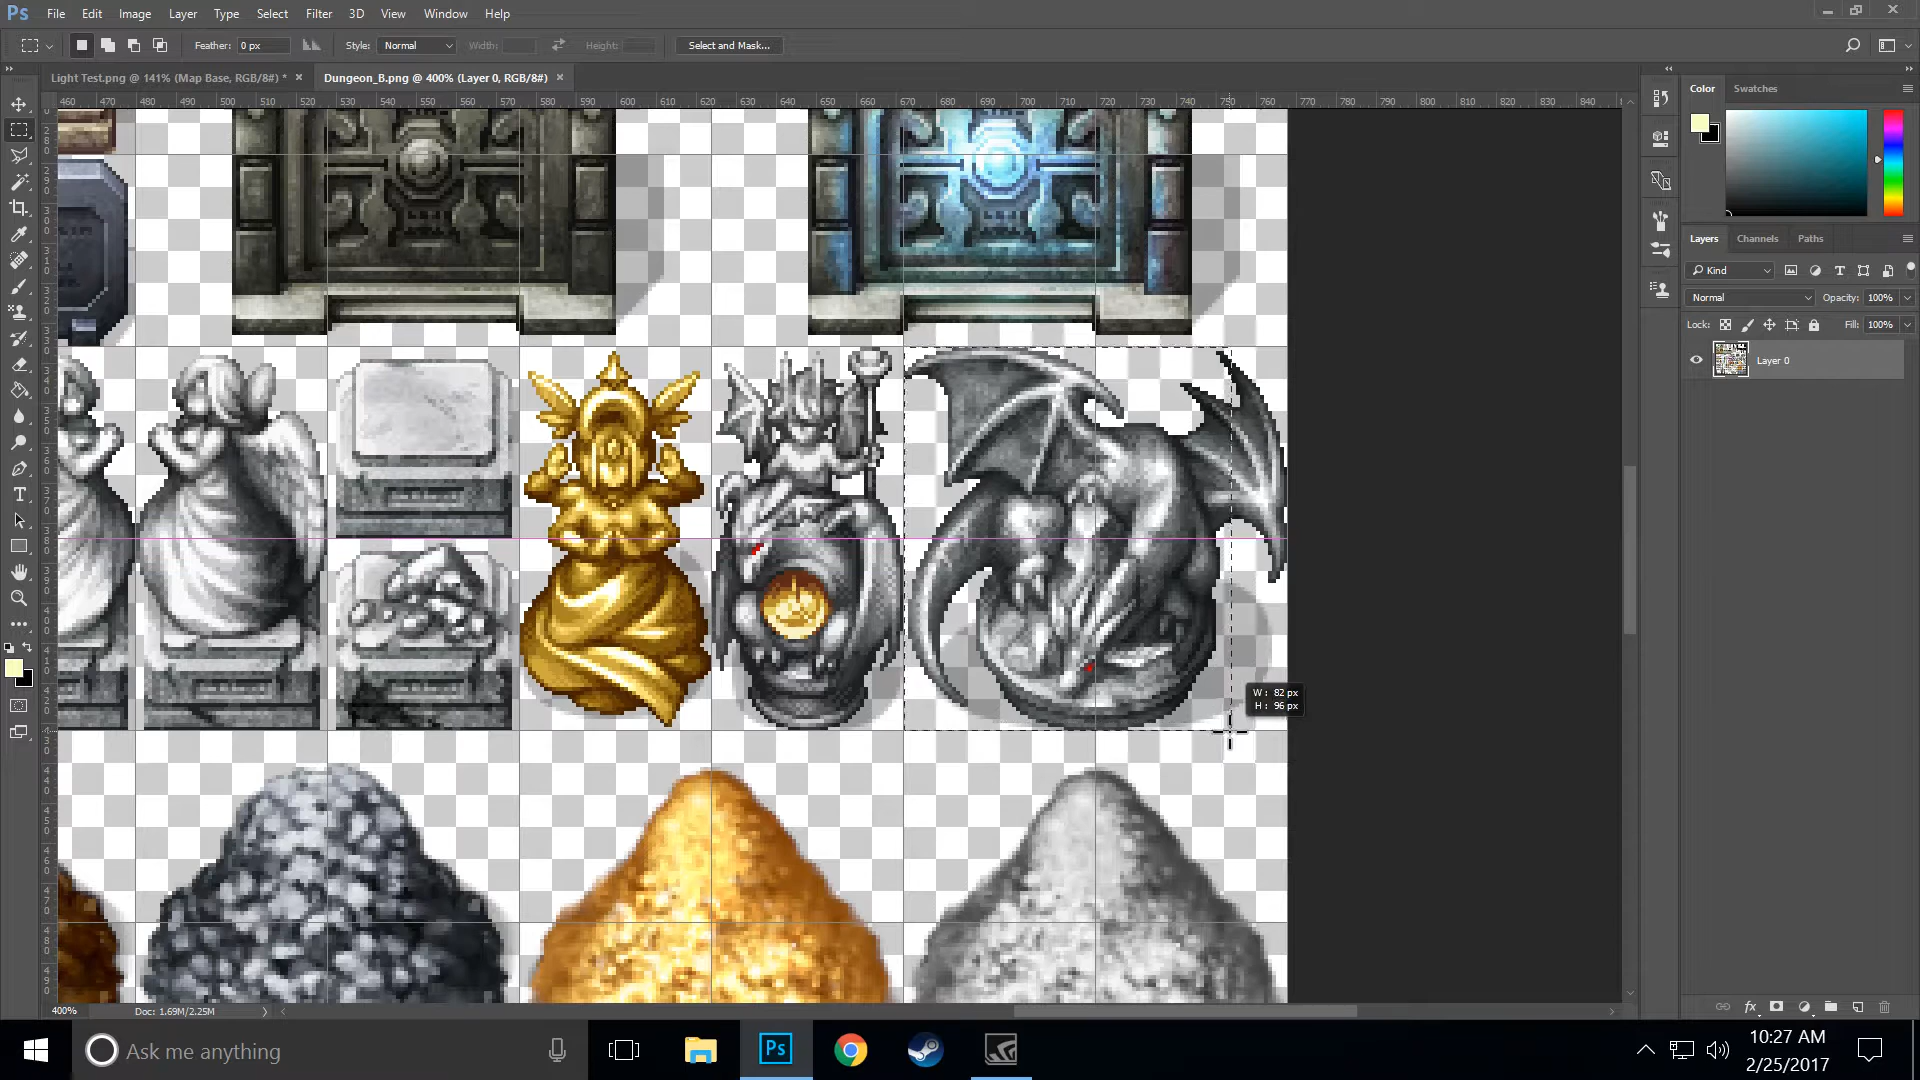 Ps File Edit Image Layer Type Select Filter 3D View Window Help
Feather: 0 px Style: Normal Width: Height: Select and Mask...
Light Test.png @ 141% (Map Base, RGB/8#) * × Dungeon_B.png @ 400% (Layer 0, RGB/8#) ×
460 470 480 490 500 510 520 530 540 550 560 570 580 590 600 610 620 630 640 650 660 670 680 690 700 710 720 730 740 750 760 770 780 790 800 810 820 830 840
Color Swatches
Layers Channels Paths
Kind
Normal Opacity: 100%
Lock: Fill: 100%
Layer 0
W: 82 px
H: 96 px
400% Doc: 1.69M/2.25M
fx
Ask me anything
Ps
10:27 AM
2/25/2017